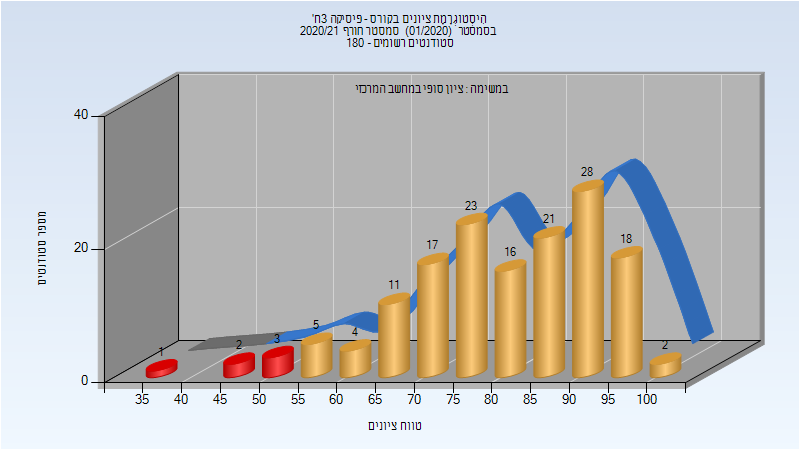 היסטוגרמת ציונים בקורס - פיסיקה 3ח'
בסמסטר (01/2020) סמסטר חורף 2020/21
סטודנטים רשומים - 180
במשימה : ציון סופי במחשב המרכזי
מספר סטודנטים
40
20
0
1
2
3
5
4
11
17
23
16
21
28
18
2
35 40 45 50 55 60 65 70 75 80 85 90 95 100
טווח ציונים